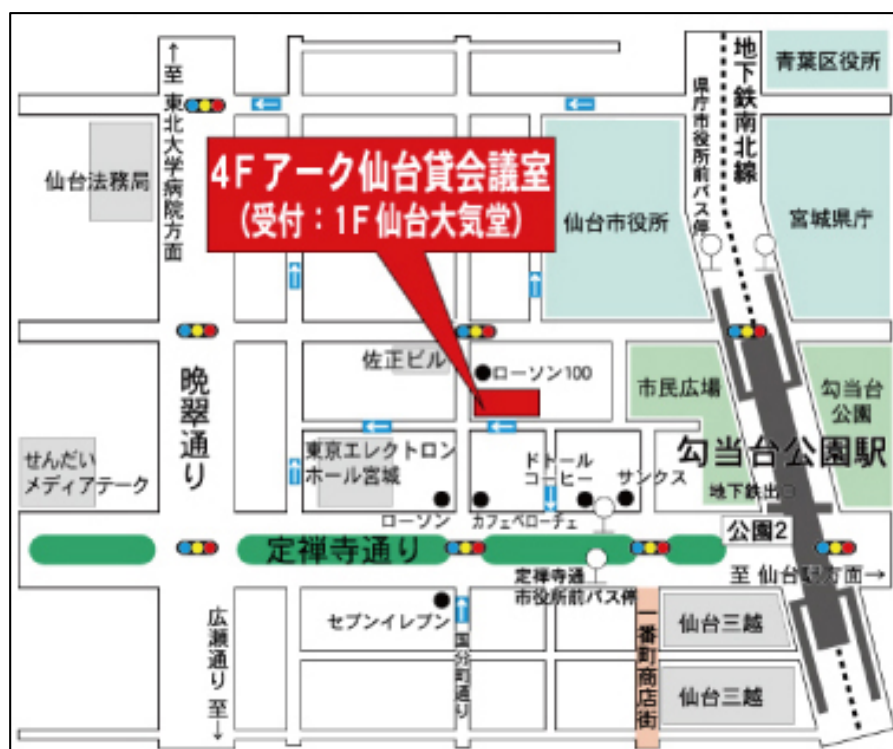 青葉区役所
地下鉄南北線
県庁市役所前バス停
←至 東北大学病院方面
仙台法務局
4Fアーク仙台貸会議室
(受付：1F仙台大気堂)
仙台市役所
宮城県庁
佐正ビル
ローソン100
市民広場
勾当台
公園
晩翠通り
勾当台公園駅
せんだい
メディアテーク
東京エレクトロン
ホール宮城
ドトール
コーヒー
サンクス
地下鉄出口
ローソン
カフェベローチェ
公園2
定禅寺通り
定禅寺通
市役所前バス停
至 仙台駅方面→
セブンイレブン
広瀬通り 至→
国分町通り
一番町商店街
仙台三越
仙台三越